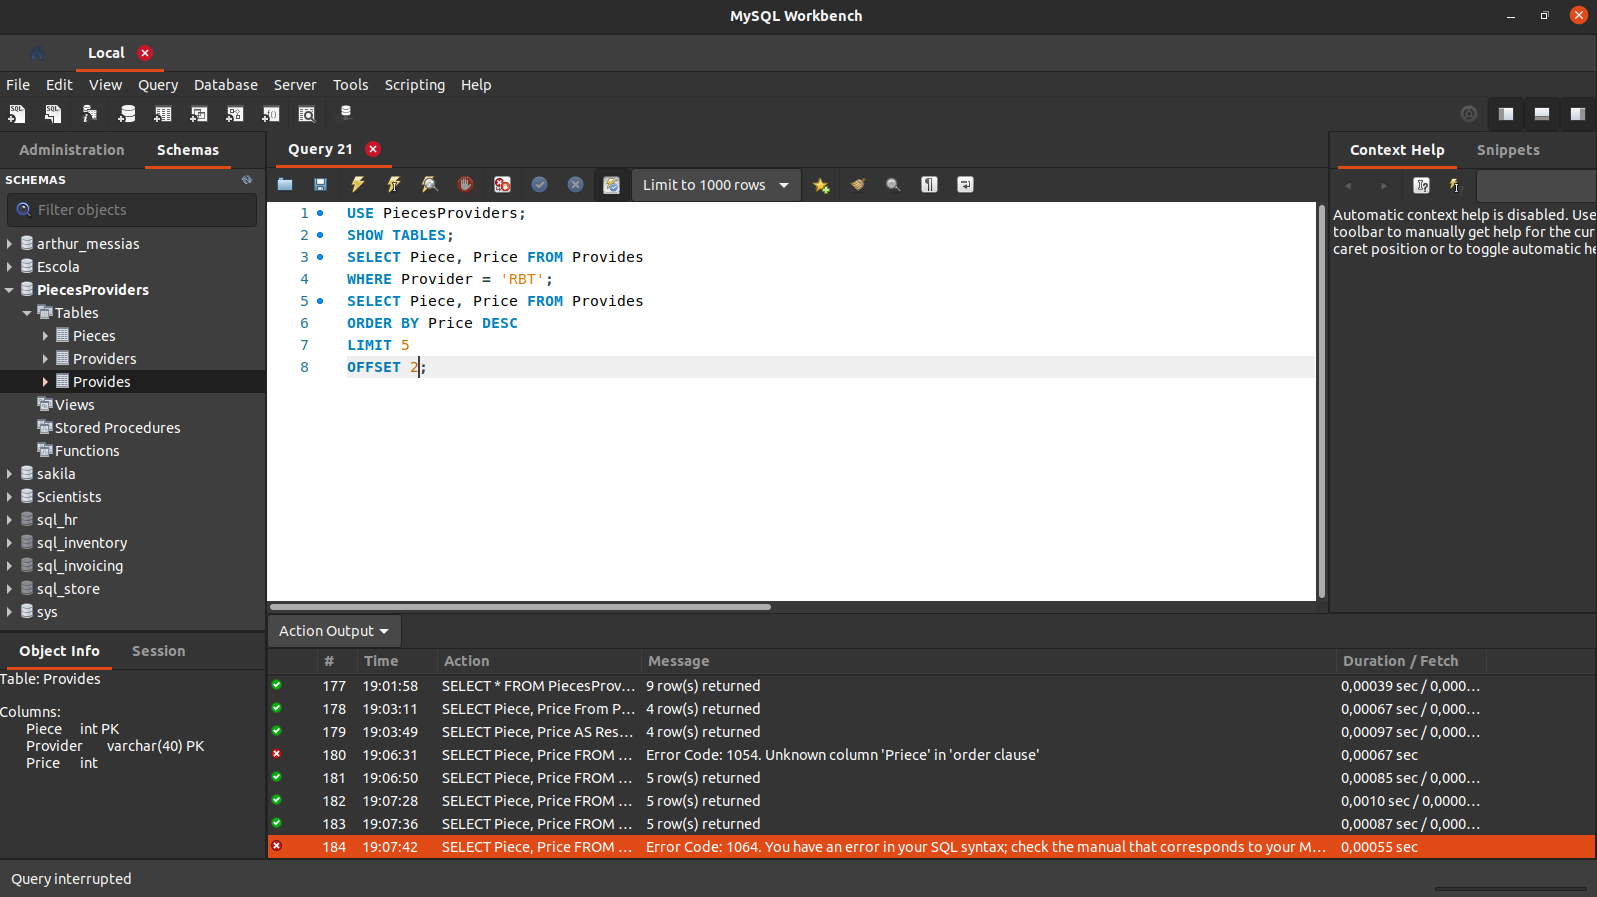 MySQL Workbench
Local
File Edit View Query Database Server Tools Scripting Help
Administration Schemas
SCHEMAS
Filter objects
arthur_messias
Escola
PiecesProviders
Tables
Pieces
Providers
Provides
Views
Stored Procedures
Functions
sakila
Scientists
sql_hr
sql_inventory
sql_invoicing
sql_store
sys
Object Info Session
Table: Provides
Columns:
Piece int PK
Provider varchar(40) PK
Price int
Query 21
Limit to 1000 rows
1 USE PiecesProviders;
2 SHOW TABLES;
3 SELECT Piece, Price FROM Provides
4 WHERE Provider = 'RBT';
5 SELECT Piece, Price FROM Provides
6 ORDER BY Price DESC
7 LIMIT 5
8 OFFSET 2;
Context Help Snippets
Automatic context help is disabled. Use
toolbar to manually get help for the cur
caret position or to toggle automatic he
Action Output
# Time Action Message Duration / Fetch
177 19:01:58 SELECT * FROM PiecesProv... 9 row(s) returned 0,00039 sec / 0,000...
178 19:03:11 SELECT Piece, Price From P... 4 row(s) returned 0,00067 sec / 0,000...
179 19:03:49 SELECT Piece, Price AS Res... 4 row(s) returned 0,00097 sec / 0,000...
180 19:06:31 SELECT Piece, Price FROM ... Error Code: 1054. Unknown column 'Priece' in 'order clause' 0,00067 sec
181 19:06:50 SELECT Piece, Price FROM ... 5 row(s) returned 0,00085 sec / 0,000...
182 19:07:28 SELECT Piece, Price FROM ... 5 row(s) returned 0,0010 sec / 0,0000...
183 19:07:36 SELECT Piece, Price FROM ... 5 row(s) returned 0,00087 sec / 0,000...
184 19:07:42 SELECT Piece, Price FROM ... Error Code: 1064. You have an error in your SQL syntax; check the manual that corresponds to your M... 0,00055 sec
Query interrupted